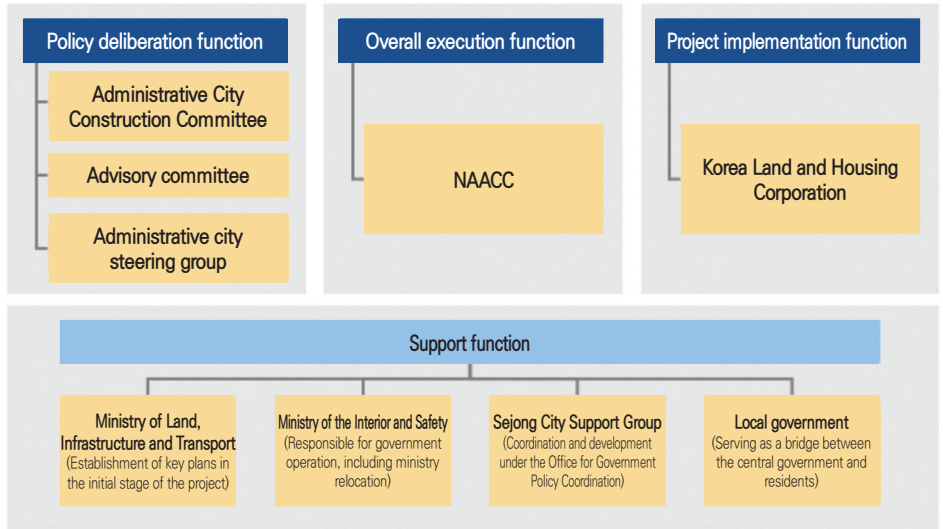 Policy deliberation function
Administrative City
Construction Committee
Advisory committee
Administrative city
steering group
Overall execution function
NAACC
Project implementation function
Korea Land and Housing
Corporation
Support function
Ministry of Land,
Infrastructure and Transport
(Establishment of key plans in
the initial stage of the project)
Ministry of the Interior and Safety
(Responsible for government
operation, including ministry
relocation)
Sejong City Support Group
(Coordination and development
under the Office for Government
Policy Coordination)
Local government
(Serving as a bridge between
the central government and
residents)